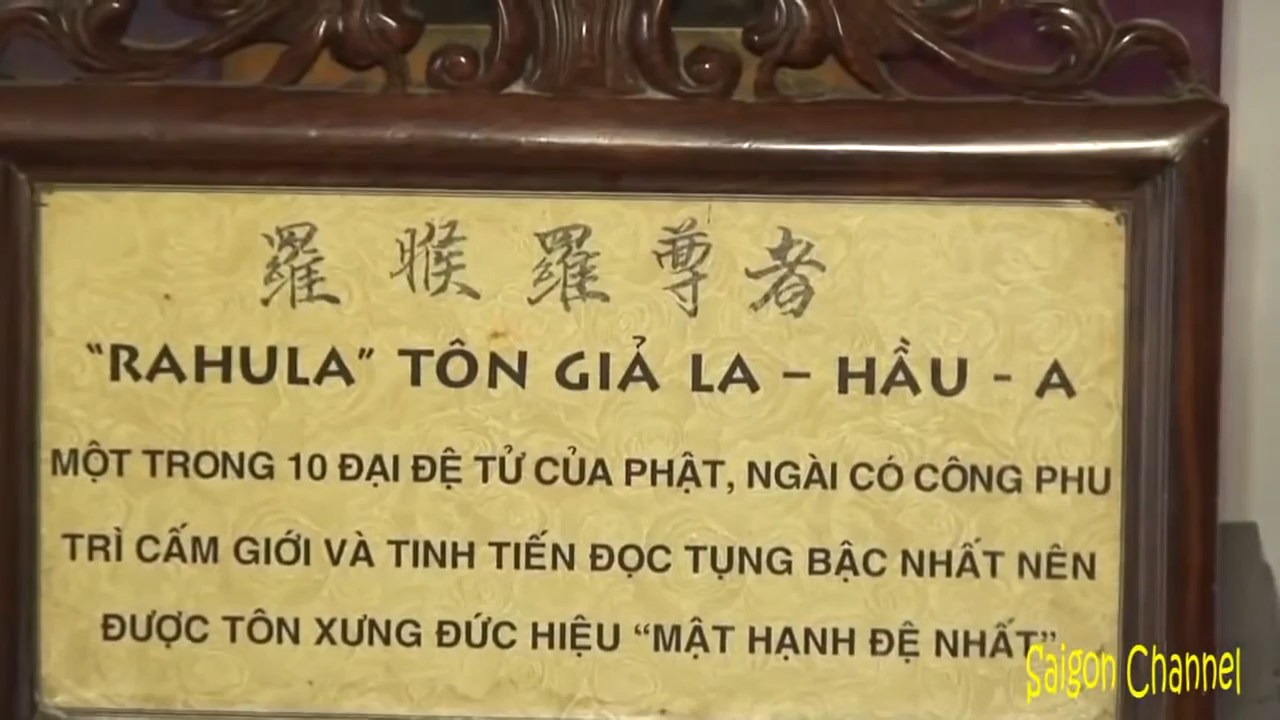 羅睺羅尊者
“RAHULA” TÔN GIẢ LA – HẦU - A
MỘT TRONG 10 ĐẠI ĐỆ TỬ CỦA PHẬT, NGÀI CÓ CÔNG PHU
TRÌ CẤM GIỚI VÀ TINH TIẾN ĐỌC TỤNG BẬC NHẤT NÊN
ĐƯỢC TÔN XƯNG ĐỨC HIỆU “MẬT HẠNH ĐỆ NHẤT”
Saigon Channel